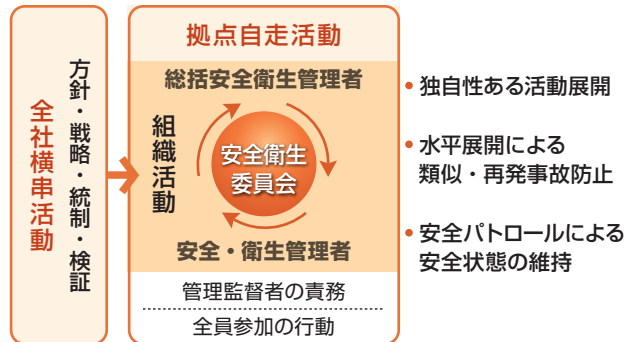 全社横串活動
方針・戦略・統制・検証
拠点自走活動
総括安全衛生管理者
組織活動
安全衛生
委員会
安全・衛生管理者
管理監督者の責務
全員参加の行動
• 独自性ある活動展開
• 水平展開による
類似・再発事故防止
• 安全パトロールによる
安全状態の維持